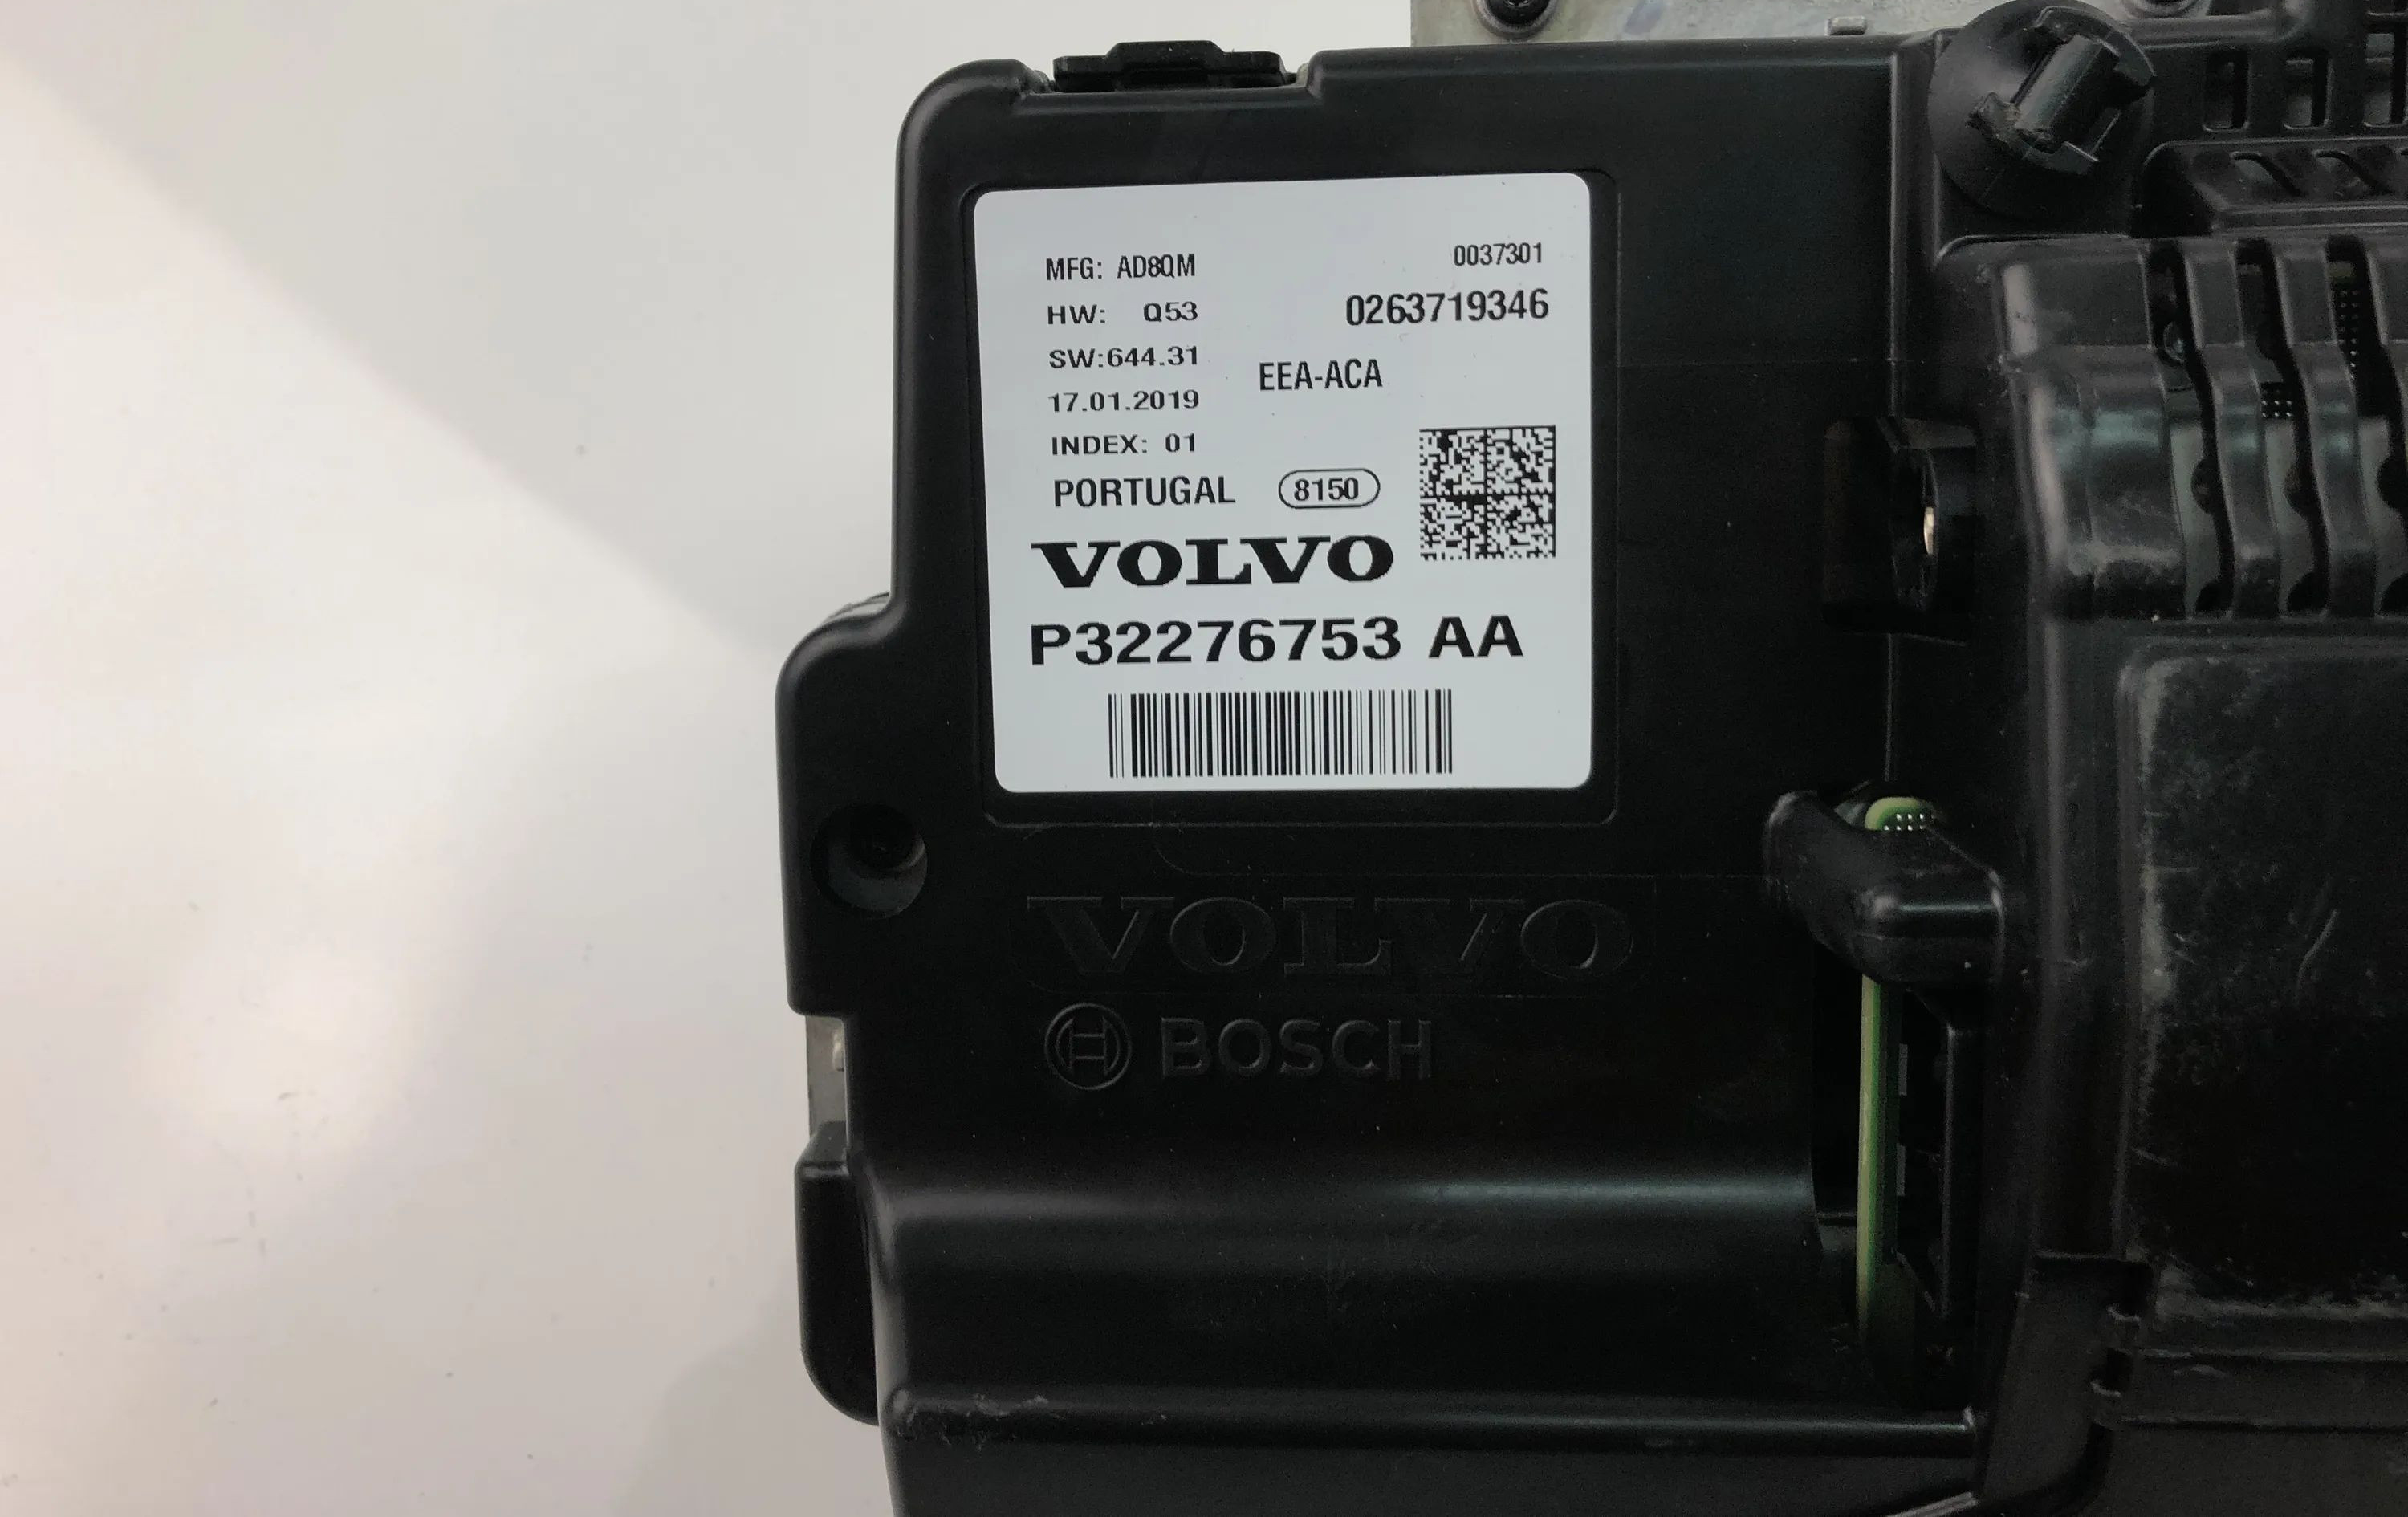 MFG: AD8QM 0037301
HW: Q53 0263719346
SW:644.31 EEA-ACA
17.01.2019
INDEX: 01
PORTUGAL 8150
VOLVO
P32276753 AA
VOLVO
BOSCH